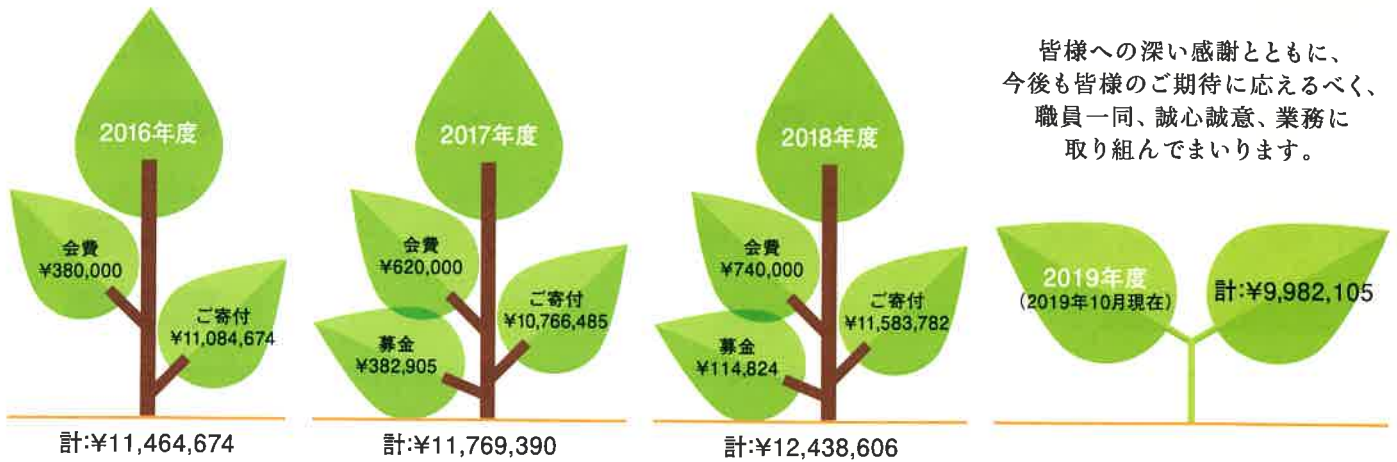 2016年度
会費
¥380,000
ご寄付
¥11,084,674
計:¥11,464,674
2017年度
会費
¥620,000
ご寄付
¥10,766,485
募金
¥382,905
計:¥11,769,390
2018年度
会費
¥740,000
ご寄付
¥11,583,782
募金
¥114,824
計:¥12,438,606
皆様への深い感謝とともに、
今後も皆様のご期待に応えるべく、
職員一同、誠心誠意、業務に
取り組んでまいります。
2019年度
(2019年10月現在)
計:¥9,982,105